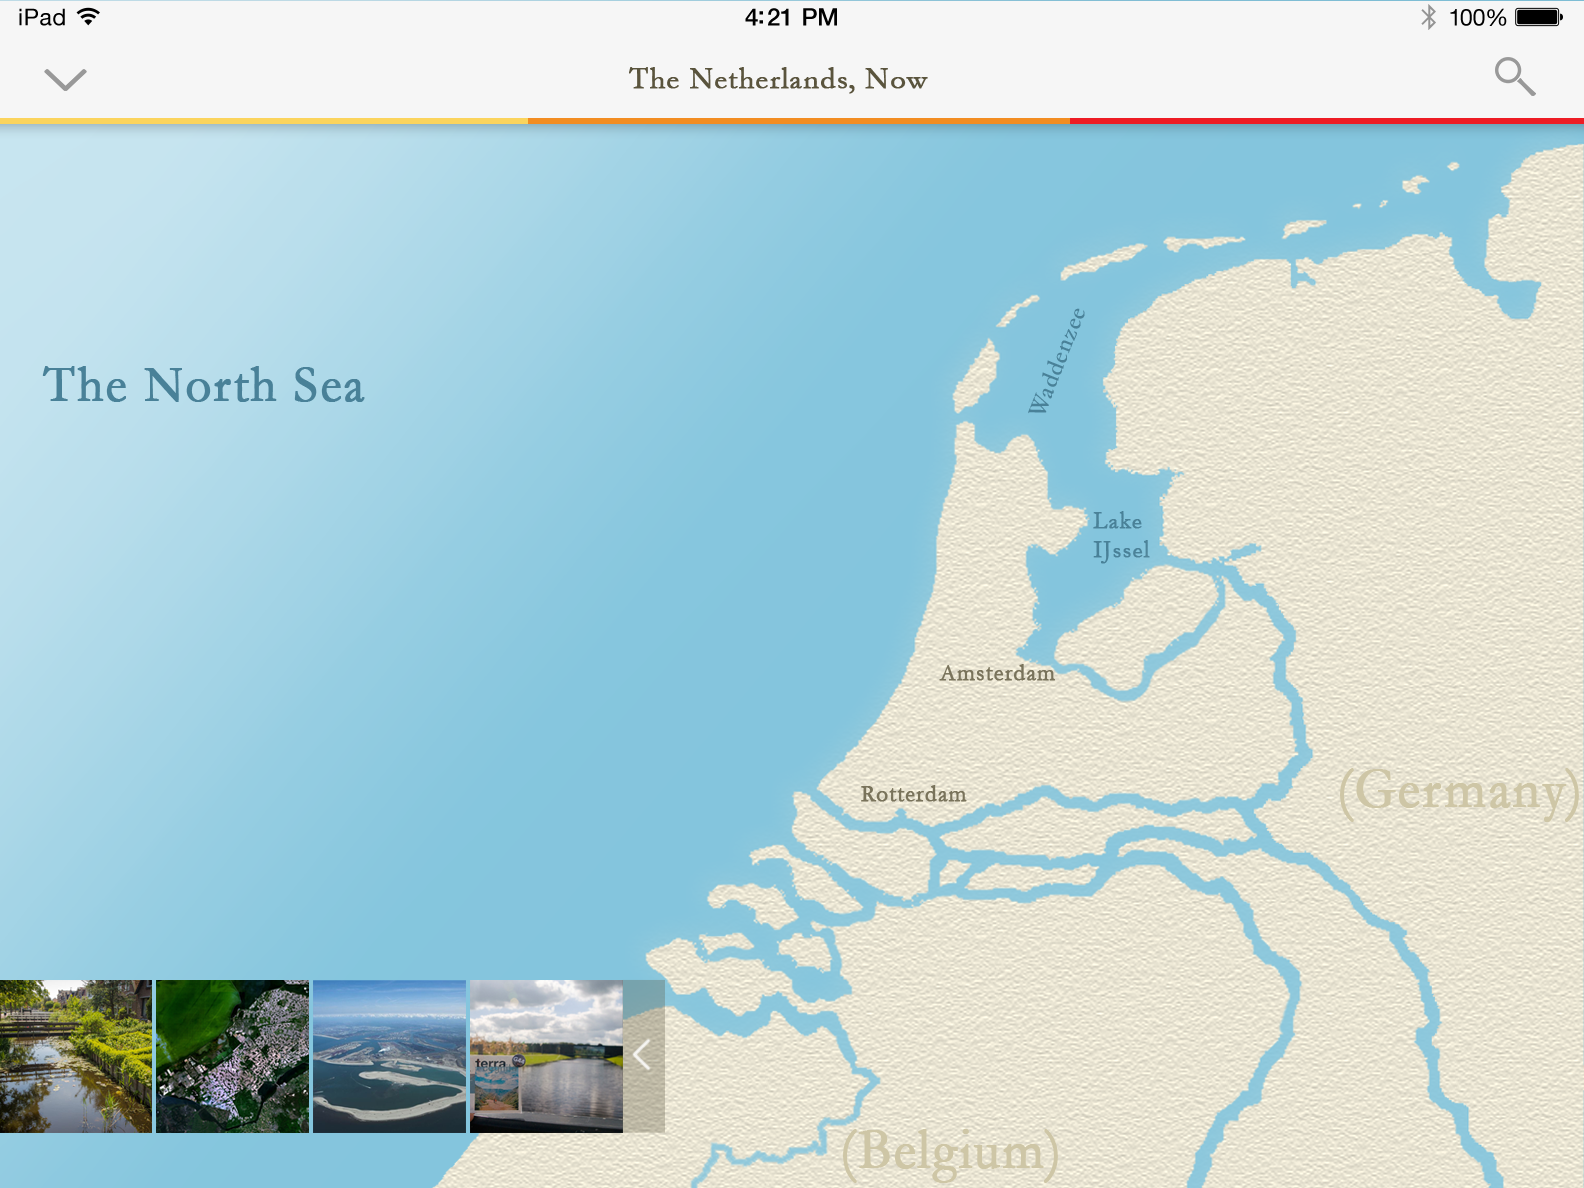 iPad
4:21 PM
100%
The Netherlands, Now
The North Sea
Waddenzee
Lake
IJssel
Amsterdam
Rotterdam
(Germany)
terra
(Belgium)